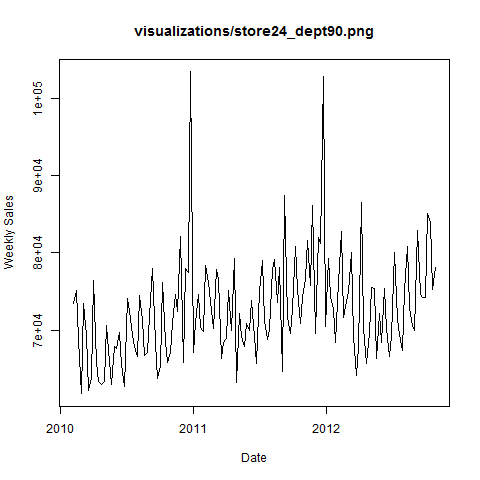 visualizations/store24_dept90.png
1e+05
9e+04
8e+04
7e+04
Weekly Sales
2010 2011 2012
Date